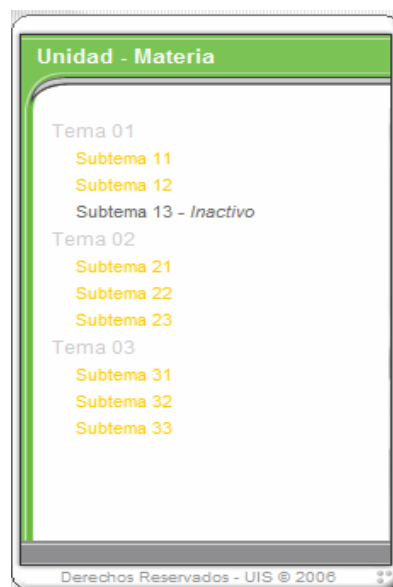 Unidad - Materia
Tema 01
Subtema 11
Subtema 12
Subtema 13 - Inactivo
Tema 02
Subtema 21
Subtema 22
Subtema 23
Tema 03
Subtema 31
Subtema 32
Subtema 33
Derechos Reservados - UIS © 2006